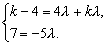 k − 4 = 4λ + kλ,
7 = −5λ.